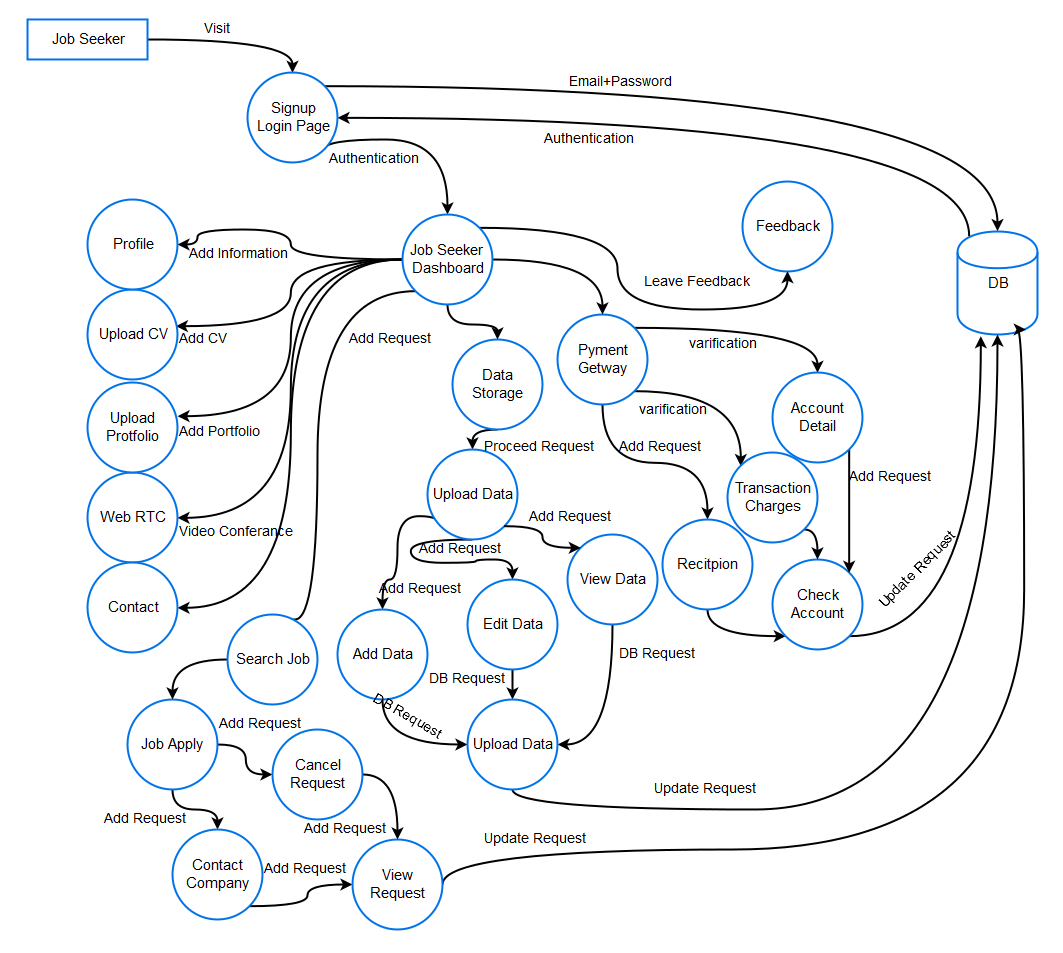 Visit
Job Seeker
Email+Password
Signup
Login Page
Authentication
Authentication
Feedback
Profile
Add Information
Job Seeker
Dashboard
Leave Feedback
DB
Upload CV
Add CV
Add Request
varification
Pyment
Getway
Data
Storage
Account
Detail
varification
Upload
Protfolio
Add Portfolio
Proceed Request
Add Request
Add Request
Transaction
Charges
Upload Data
Web RTC
Video Conferance
Add Request
Add Request
Recitpion
View Data
Update Request
Add Request
Contact
Check
Account
Edit Data
Search Job
Add Data
DB Request
DB Request
DB Request
Add Request
Job Apply
Upload Data
Cancel
Request
Update Request
Add Request
Add Request
Update Request
Contact
Company
Add Request
View
Request